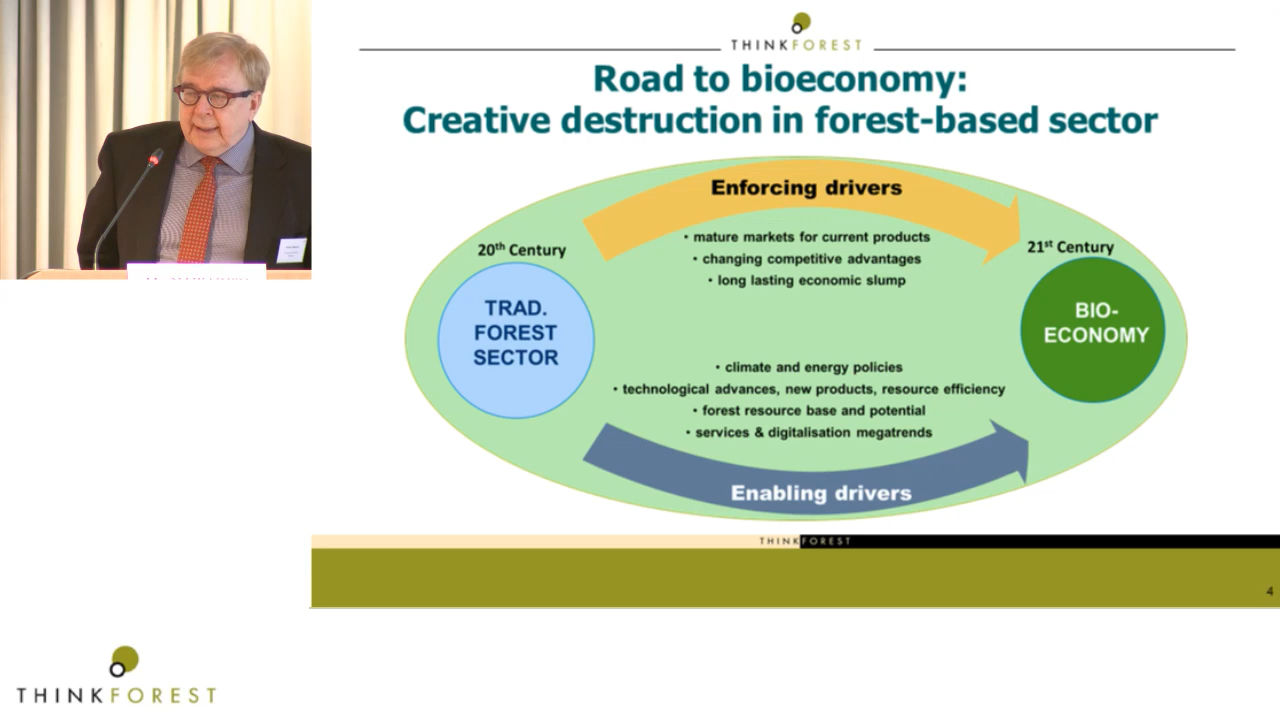 THINKFOREST
Road to bioeconomy:
Creative destruction in forest-based sector
Enforcing drivers
• mature markets for current products
• changing competitive advantages
• long lasting economic slump
20th Century
TRAD.
FOREST
SECTOR
21st Century
BIO-
ECONOMY
• climate and energy policies
• technological advances, new products, resource efficiency
• forest resource base and potential
• services & digitalisation megatrends
Enabling drivers
THINKFOREST
4
THINKFOREST